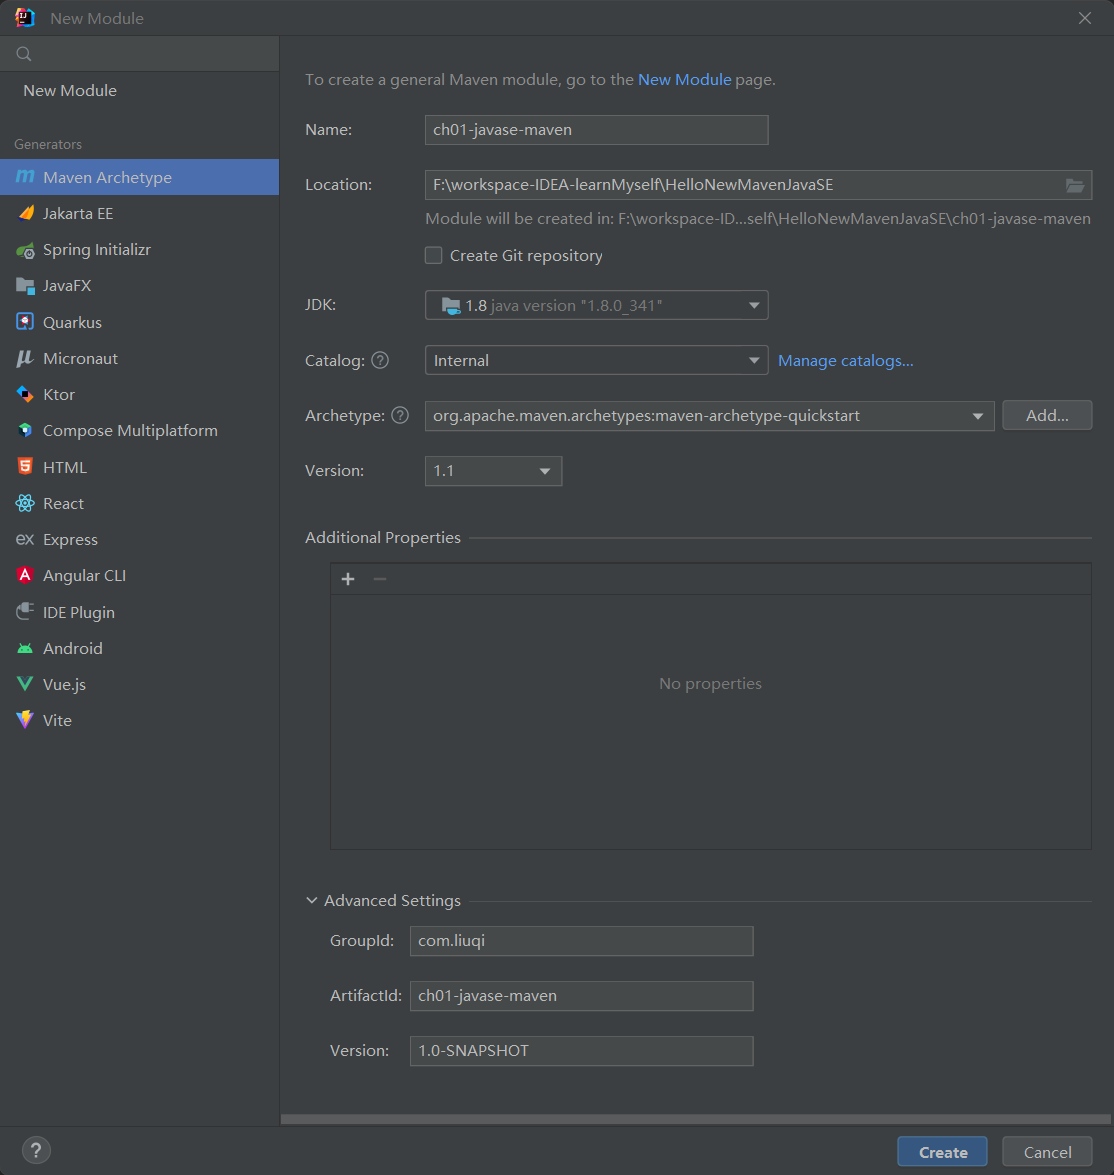 New Module
New Module
Generators
Maven Archetype
Jakarta EE
Spring Initializr
JavaFX
Quarkus
Micronaut
Ktor
Compose Multiplatform
HTML
React
Express
Angular CLI
IDE Plugin
Android
Vue.js
Vite
To create a general Maven module, go to the New Module page.
Name: ch01-javase-maven
Location: F:\workspace-IDEA-learnMyself\HelloNewMavenJavaSE
Module will be created in: F:\workspace-ID...self\HelloNewMavenJavaSE\ch01-javase-maven
Create Git repository
JDK: 1.8 java version "1.8.0_341"
Catalog: ? Internal Manage catalogs...
Archetype: ? org.apache.maven.archetypes:maven-archetype-quickstart Add...
Version: 1.1
Additional Properties
No properties
Advanced Settings
GroupId: com.liuqi
ArtifactId: ch01-javase-maven
Version: 1.0-SNAPSHOT
? Create Cancel